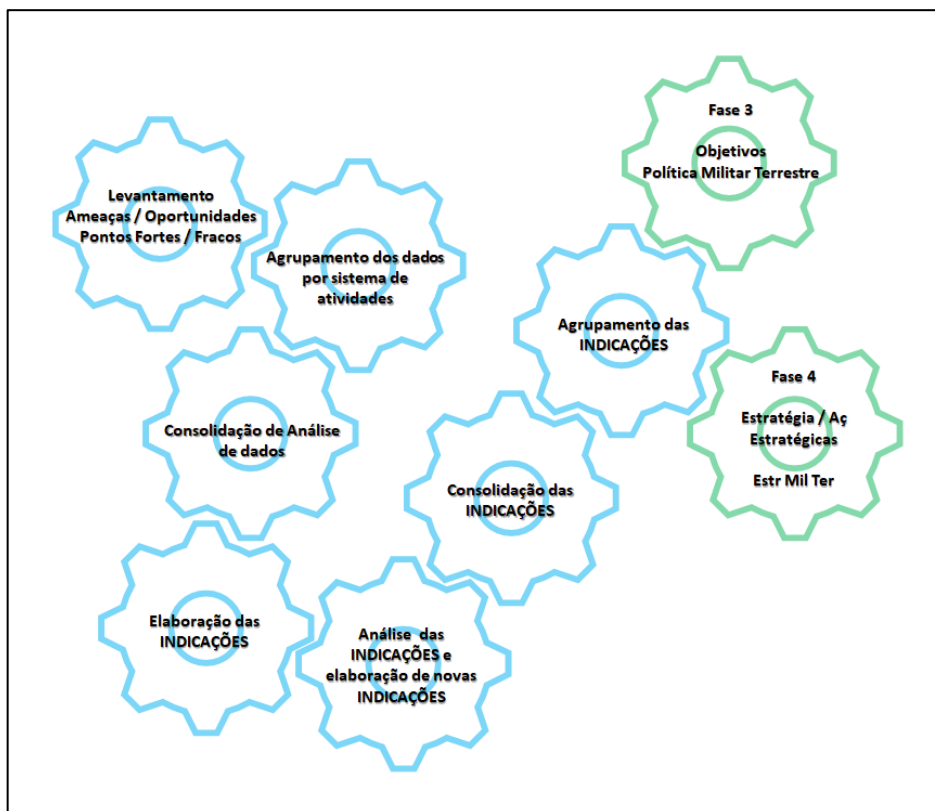 Levantamento
Ameaças / Oportunidades
Pontos Fortes / Fracos
Agrupamento dos dados
por sistema de
atividades
Consolidação de Análise
de dados
Elaboração das
INDICAÇÕES
Análise das
INDICAÇÕES e
elaboração de novas
INDICAÇÕES
Consolidação das
INDICAÇÕES
Agrupamento das
INDICAÇÕES
Fase 3
Objetivos
Política Militar Terrestre
Fase 4
Estratégia / Aç
Estratégicas
Estr Mil Ter